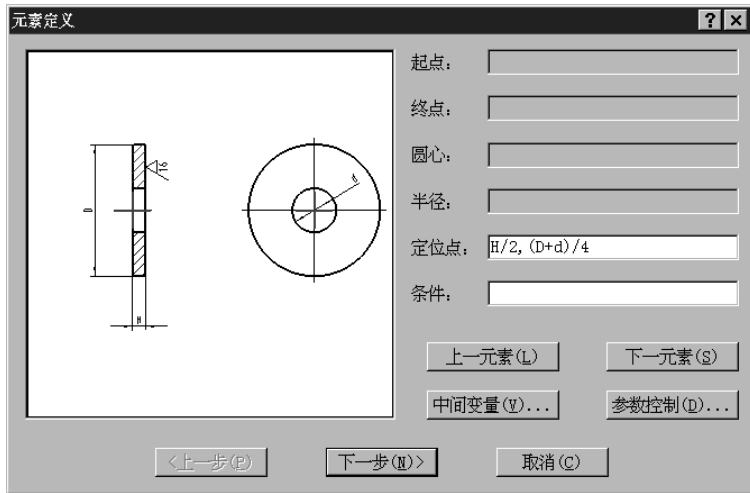 元素定义
起点：
终点：
圆心：
半径：
定位点： H/2,(D+d)/4
条件：
D
16
d
H
上一元素(L)
下一元素(S)
中间变量(V)...
参数控制(D)...
<上一步(P)
下一步(N)>
取消(C)